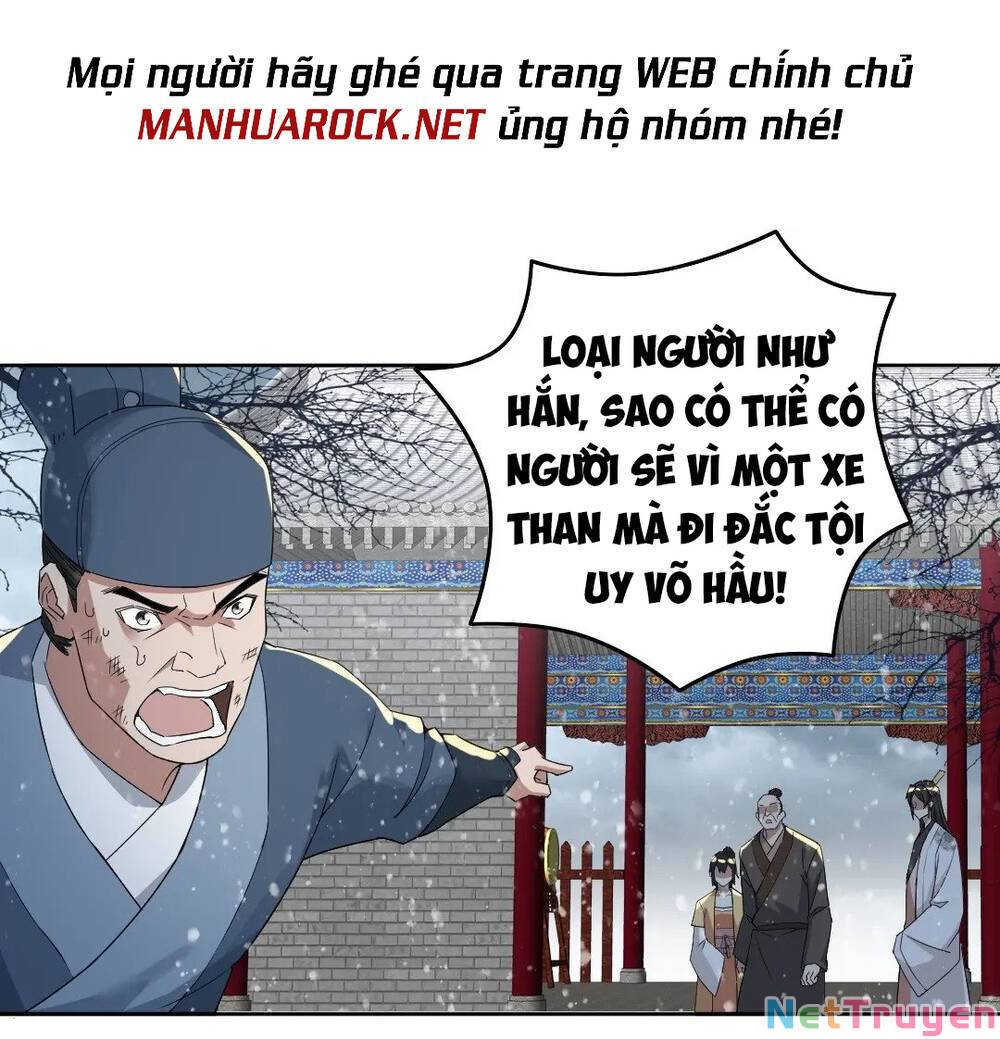 Mọi người hãy ghé qua trang WEB chính chủ
MANHUAROCK.NET ủng hộ nhóm nhé!
LOẠI NGƯỜI NHƯ
HẮN, SAO CÓ THỂ CÓ
NGƯỜI SẼ VÌ MỘT XE
THAN MÀ ĐI ĐẮC TỘI
UY VÕ HẦU!
NetTruyen